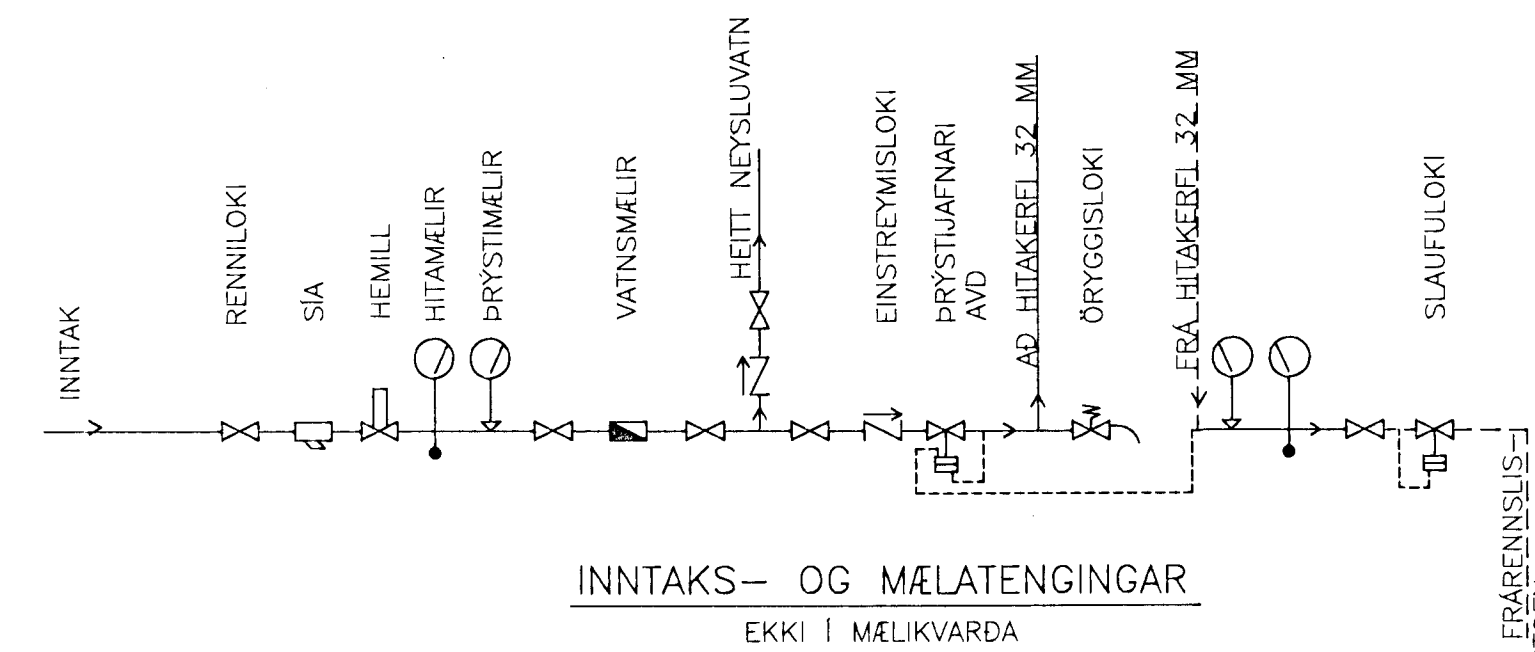 INNTAK
RENNILOKI
SÍA
HEMILL
HITAMÆLIR
ÞRÝSTIMÆLIR
VATNSMÆLIR
HEITT NEYSLUVATN
EINSTREYMISLOKI
ÞRÝSTIJAFNARI
AVD
AÐ HITAKERFI 32 MM
ÖRYGGISLOKI
FRÁ HITAKERFI 32 MM
SLAUFULOKI
FRÁRENNSLIS-
INNTAKS- OG MÆLATENGINGAR
EKKI Í MÆLIKVARÐA